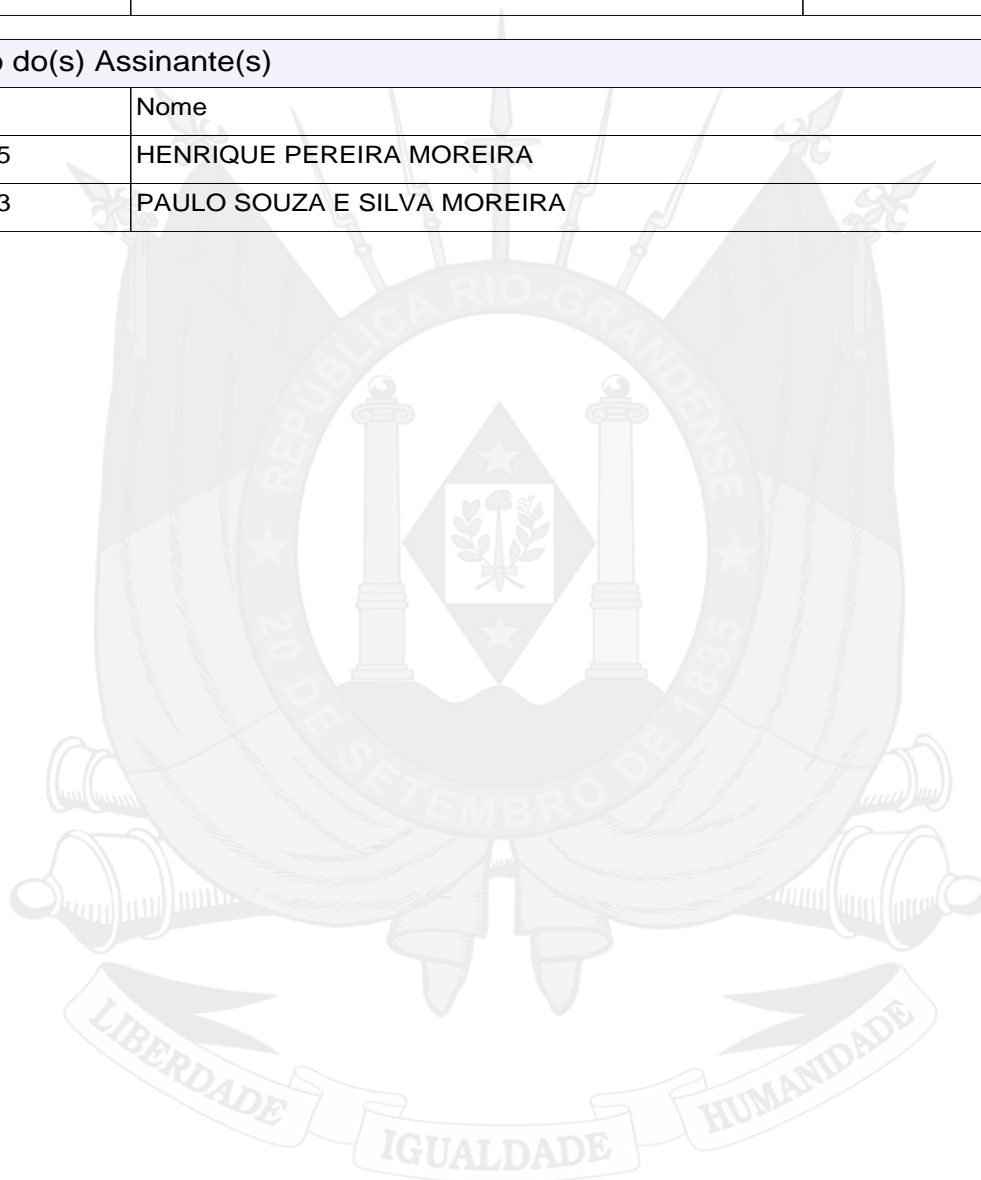 o do(s) Assinante(s)
Nome
5 HENRIQUE PEREIRA MOREIRA
3 PAULO SOUZA E SILVA MOREIRA
REPÚBLICA RIO-GRANDENSE
20 DE SETEMBRO DE 1835
LIBERDADE IGUALDADE HUMANIDADE